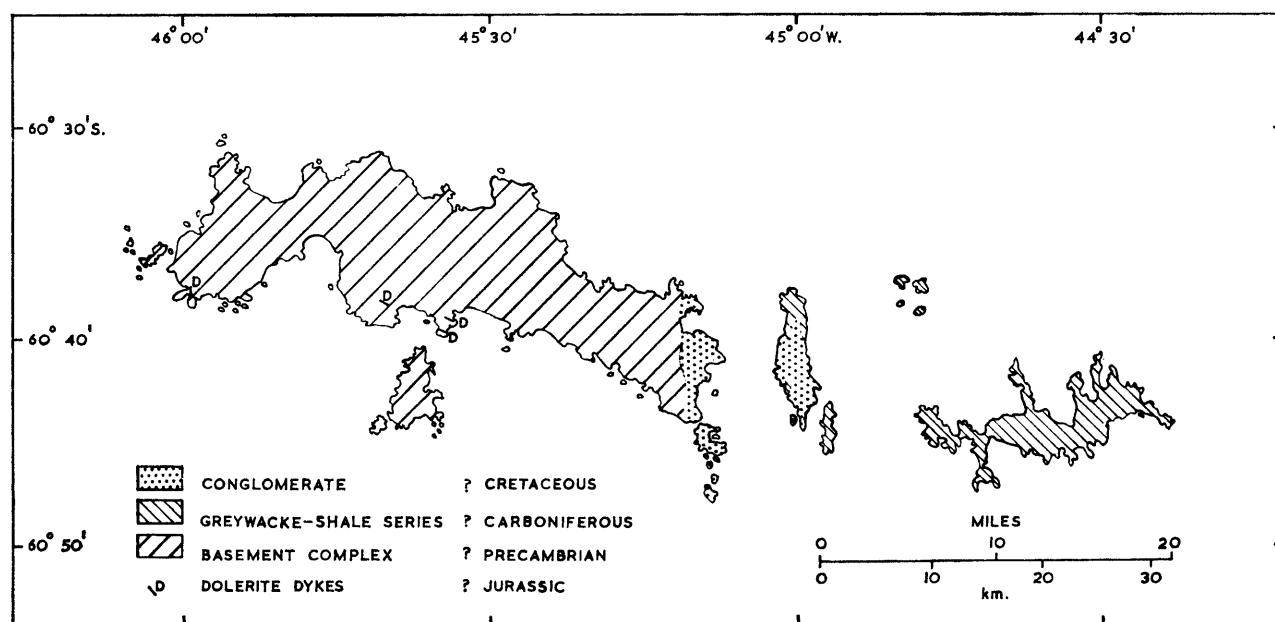 46° 00' 45° 30' 45° 00' W. 44° 30'
60° 30' S.
D
D
D
D
60° 40'
CONGLOMERATE ? CRETACEOUS
GREYWACKE-SHALE SERIES ? CARBONIFEROUS
BASEMENT COMPLEX ? PRECAMBRIAN
D DOLERITE DYKES ? JURASSIC
60° 50'
MILES
0 10 20
0 10 20 30
km.